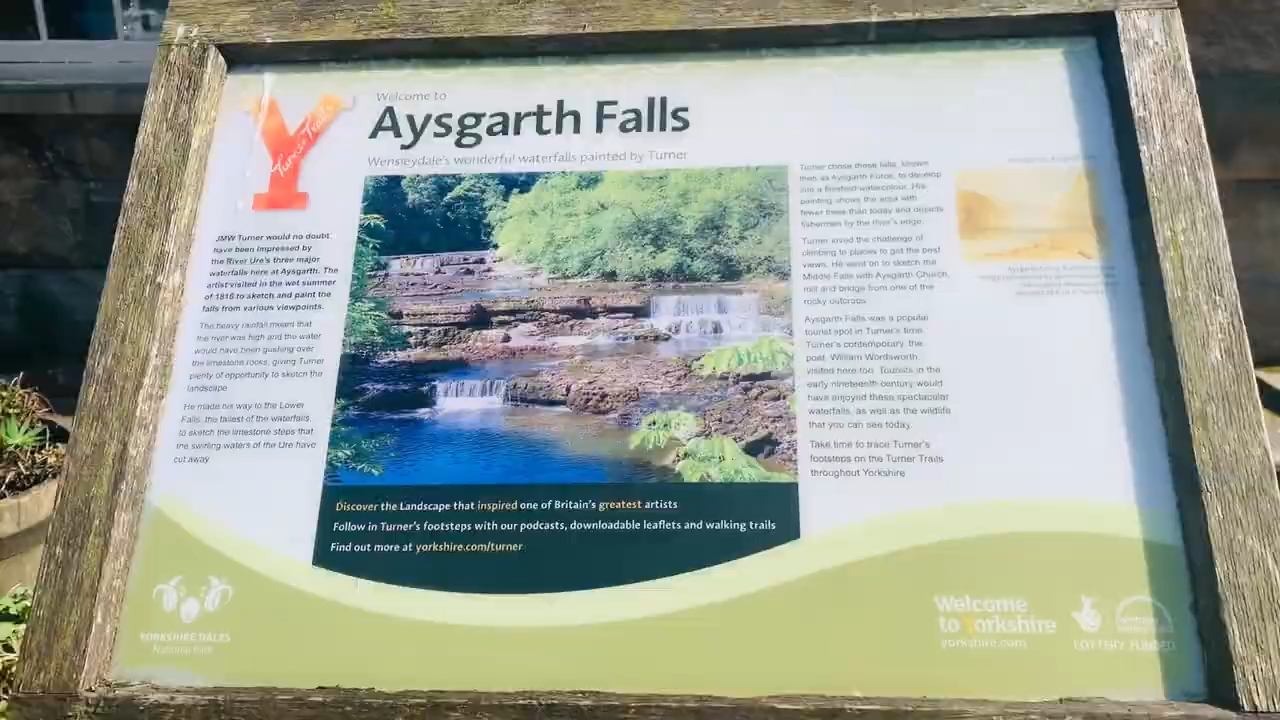 Welcome to
Aysgarth Falls
Wensleydale's wonderful waterfalls painted by Turner
Turner Trails
JMW Turner would no doubt
have been impressed by
the River Ure's three major
waterfalls here at Aysgarth. The
artist visited in the wet summer
of 1816 to sketch and paint the
falls from various viewpoints.
The heavy rainfall meant that
the river was high and the water
would have been gushing over
the limestone rocks, giving Turner
plenty of opportunity to sketch the
landscape.
He made his way to the Lower
Falls, the tallest of the waterfalls,
to sketch the limestone steps that
the swirling waters of the Ure have
cut away.
Turner chose these falls, known
then as Aysgarth Force, to develop
into a finished watercolour. His
painting shows the area with
fewer trees than today and depicts
fishermen by the river's edge.
Turner loved the challenge of
climbing to places to get the best
views. He went on to sketch the
Middle Falls with Aysgarth Church,
mill and bridge from one of the
rocky outcrops.
Aysgarth Falls was a popular
tourist spot in Turner's time.
Turner's contemporary, the
poet, William Wordsworth,
visited here too. Tourists in the
early nineteenth century would
have enjoyed these spectacular
waterfalls, as well as the wildlife
that you can see today.
Take time to trace Turner's
footsteps on the Turner Trails
throughout Yorkshire.
Discover the Landscape that inspired one of Britain's greatest artists
Follow in Turner's footsteps with our podcasts, downloadable leaflets and walking trails
Find out more at yorkshire.com/turner
YORKSHIRE DALES
National Park
Welcome
to Yorkshire
yorkshire.com
LOTTERY FUNDED